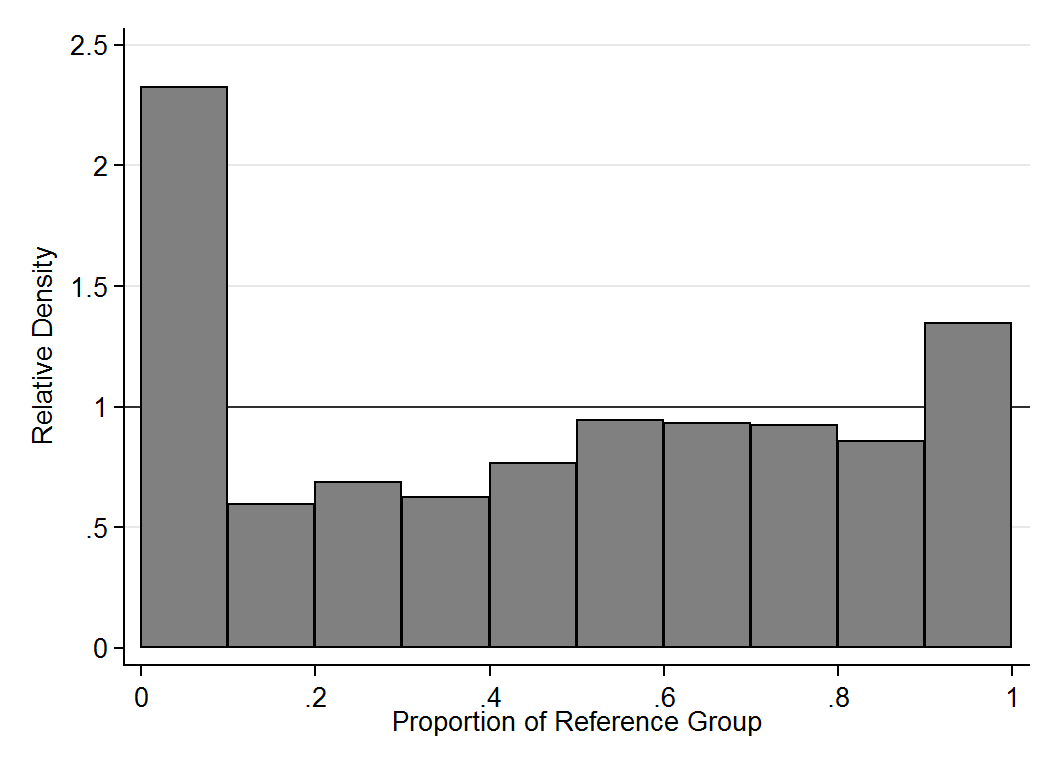 2.5
2
1.5
1
.5
0
Relative Density
0 .2 .4 .6 .8 1
Proportion of Reference Group